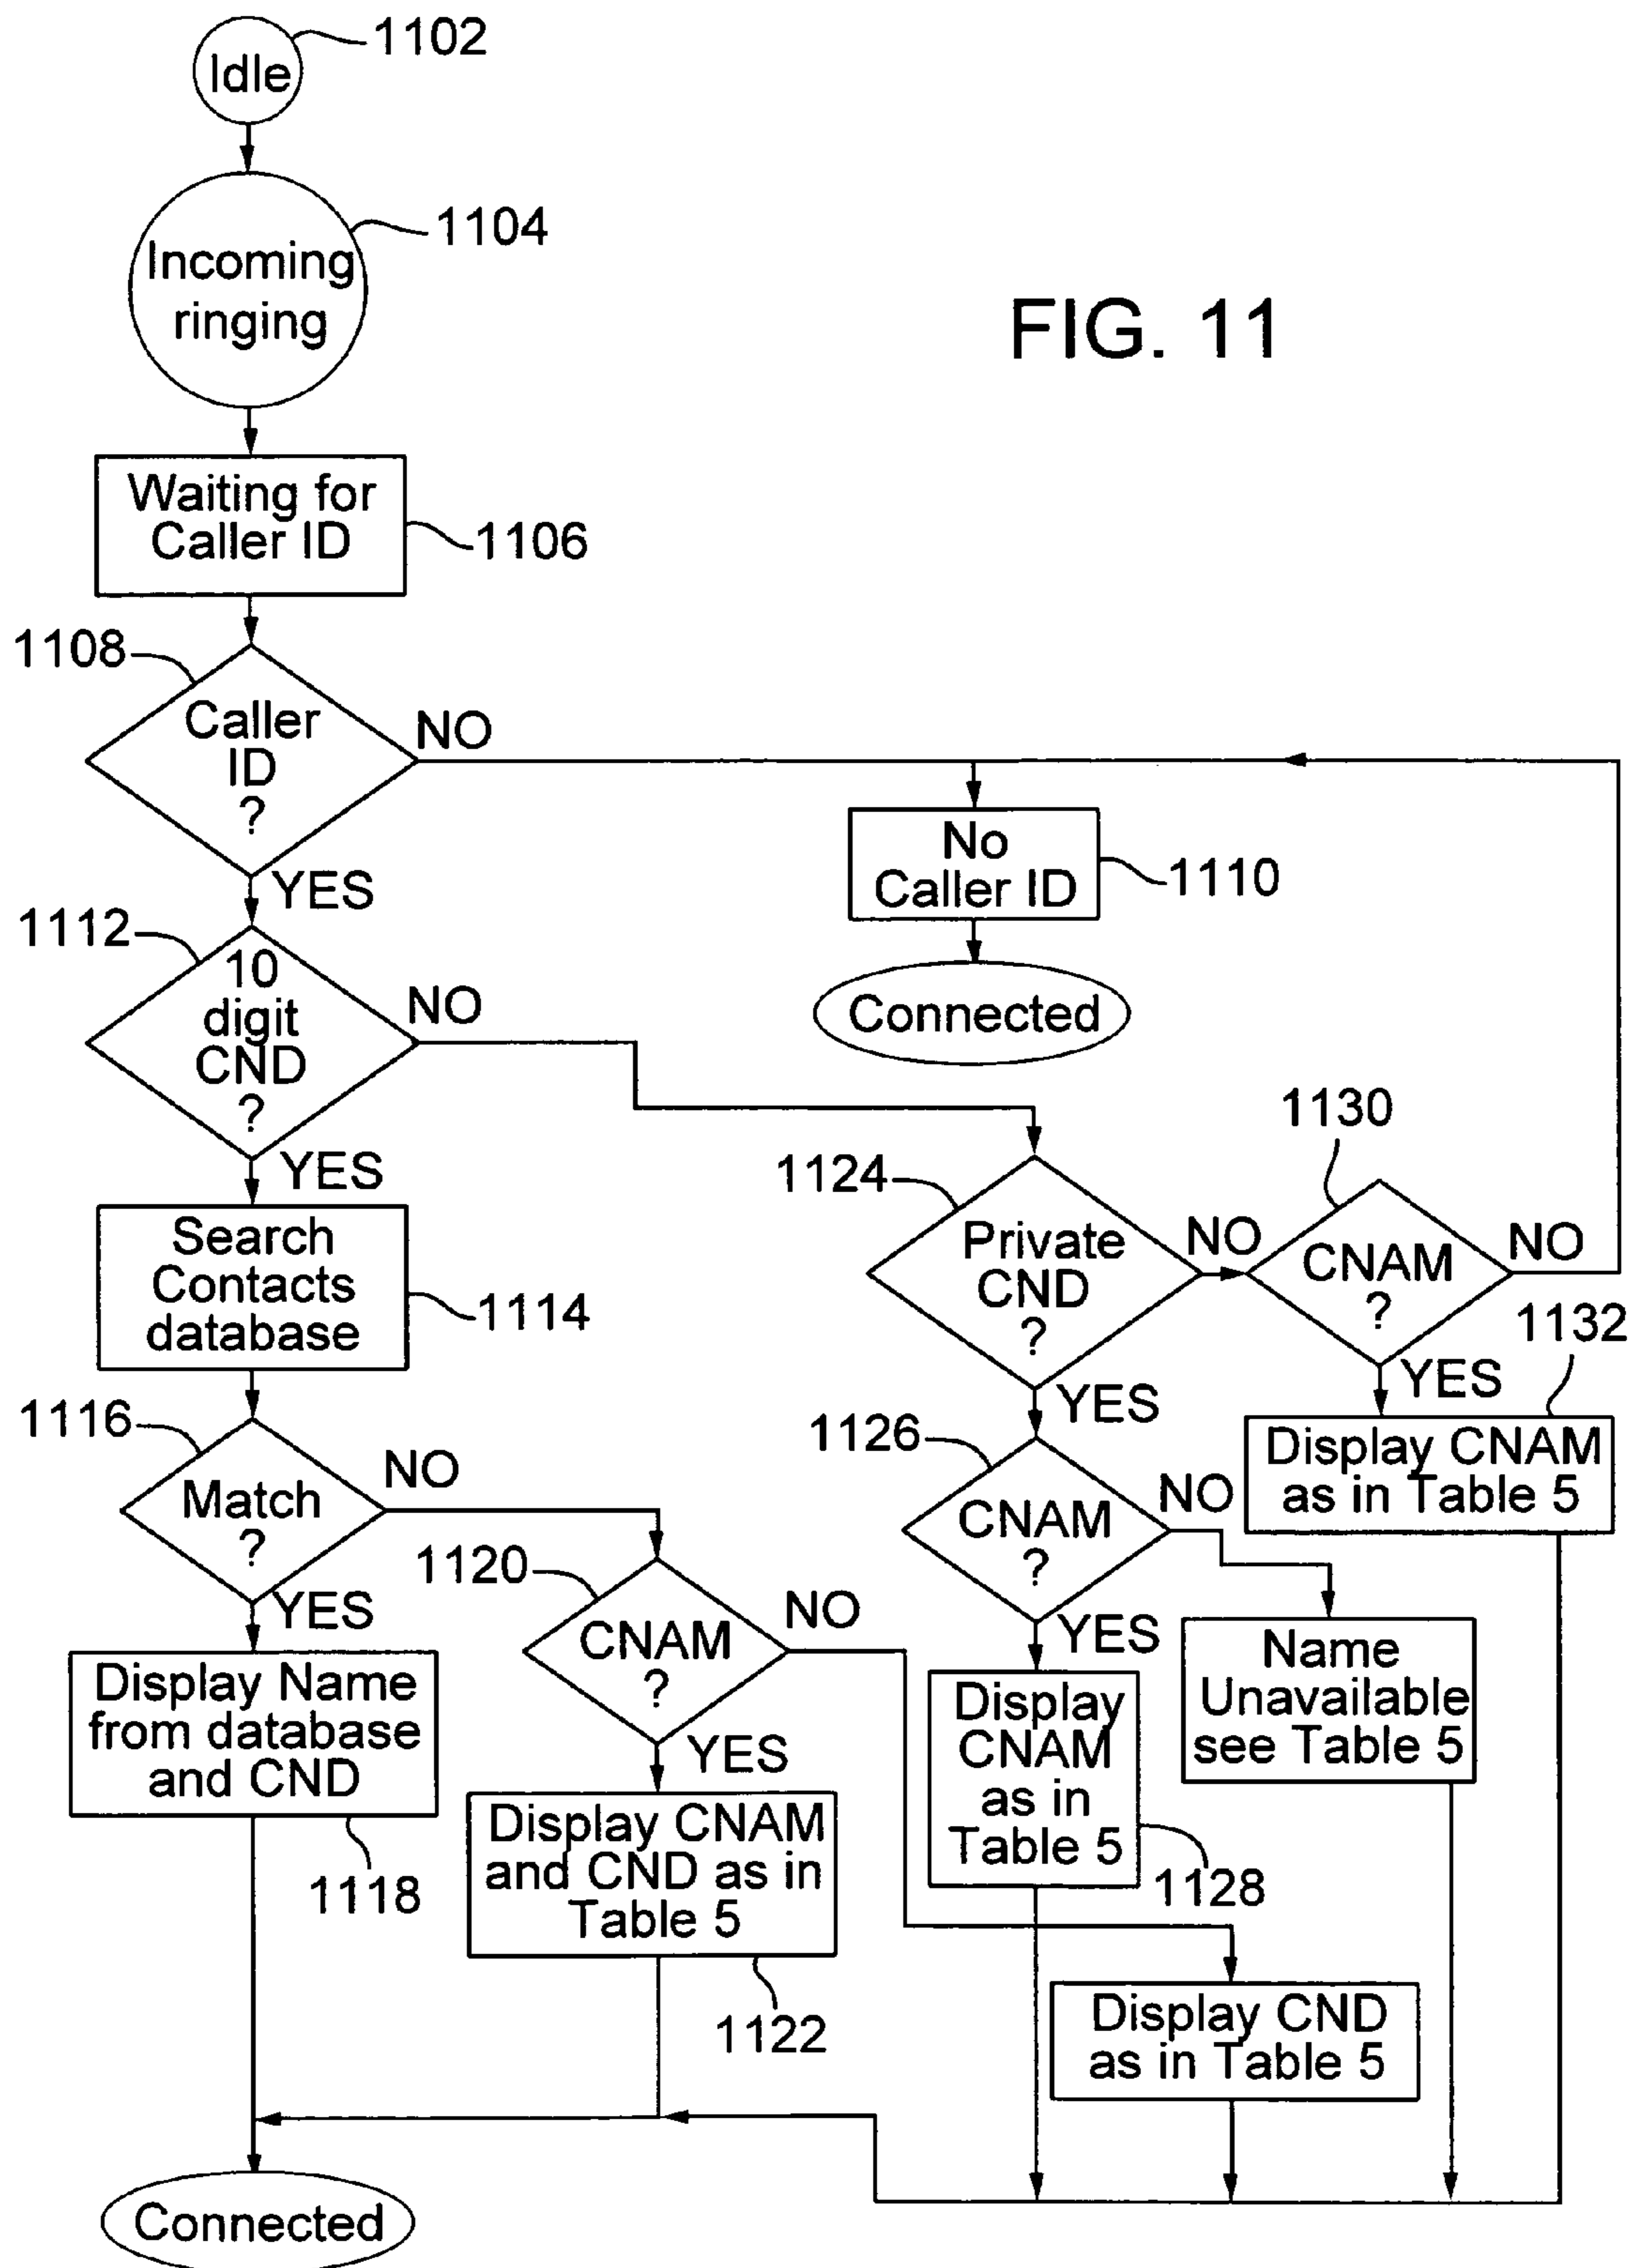 1102
Idle
1104
Incoming
ringing
FIG. 11
Waiting for
Caller ID
1106
1108
Caller
ID
?
NO
YES
No
Caller ID
1110
Connected
1112
10
digit
CND
?
NO
YES
Search
Contacts
database
1114
1124
Private
CND
?
NO
YES
1130
CNAM
?
NO
YES
1132
Display CNAM
as in Table 5
1116
Match
?
NO
YES
1126
CNAM
?
NO
YES
1120
CNAM
?
NO
YES
Display Name
from database
and CND
1118
Display CNAM
and CND as in
Table 5
1122
Display
CNAM
as in
Table 5
1128
Name
Unavailable
see Table 5
Display CND
as in Table 5
Connected